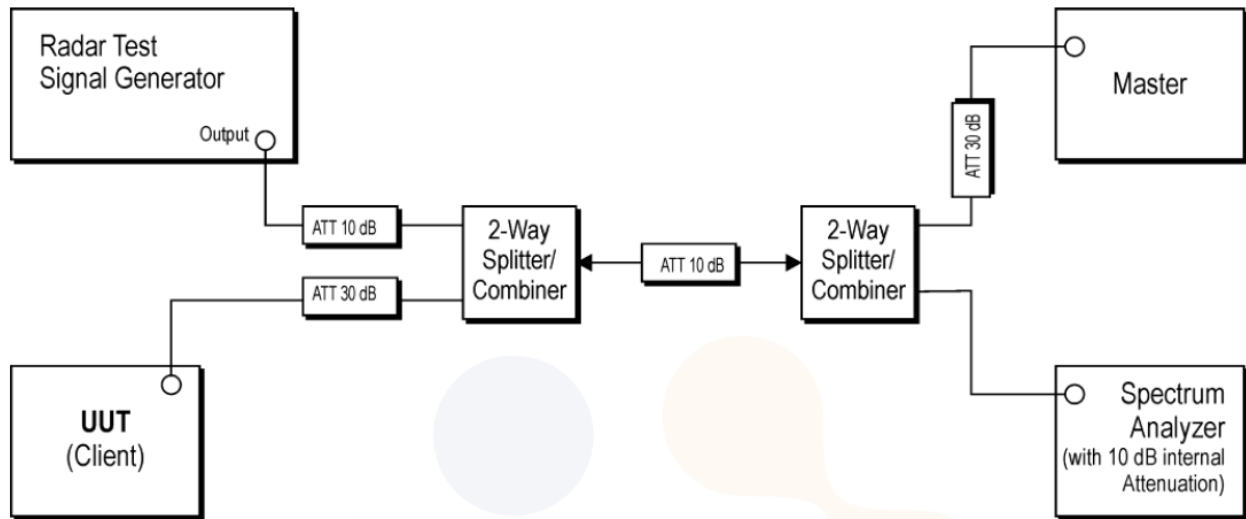 Radar Test
Signal Generator
Output
Master
ATT 30 dB
ATT 10 dB
2-Way
Splitter/
Combiner
ATT 10 dB
2-Way
Splitter/
Combiner
ATT 30 dB
UUT
(Client)
Spectrum
Analyzer
(with 10 dB internal
Attenuation)